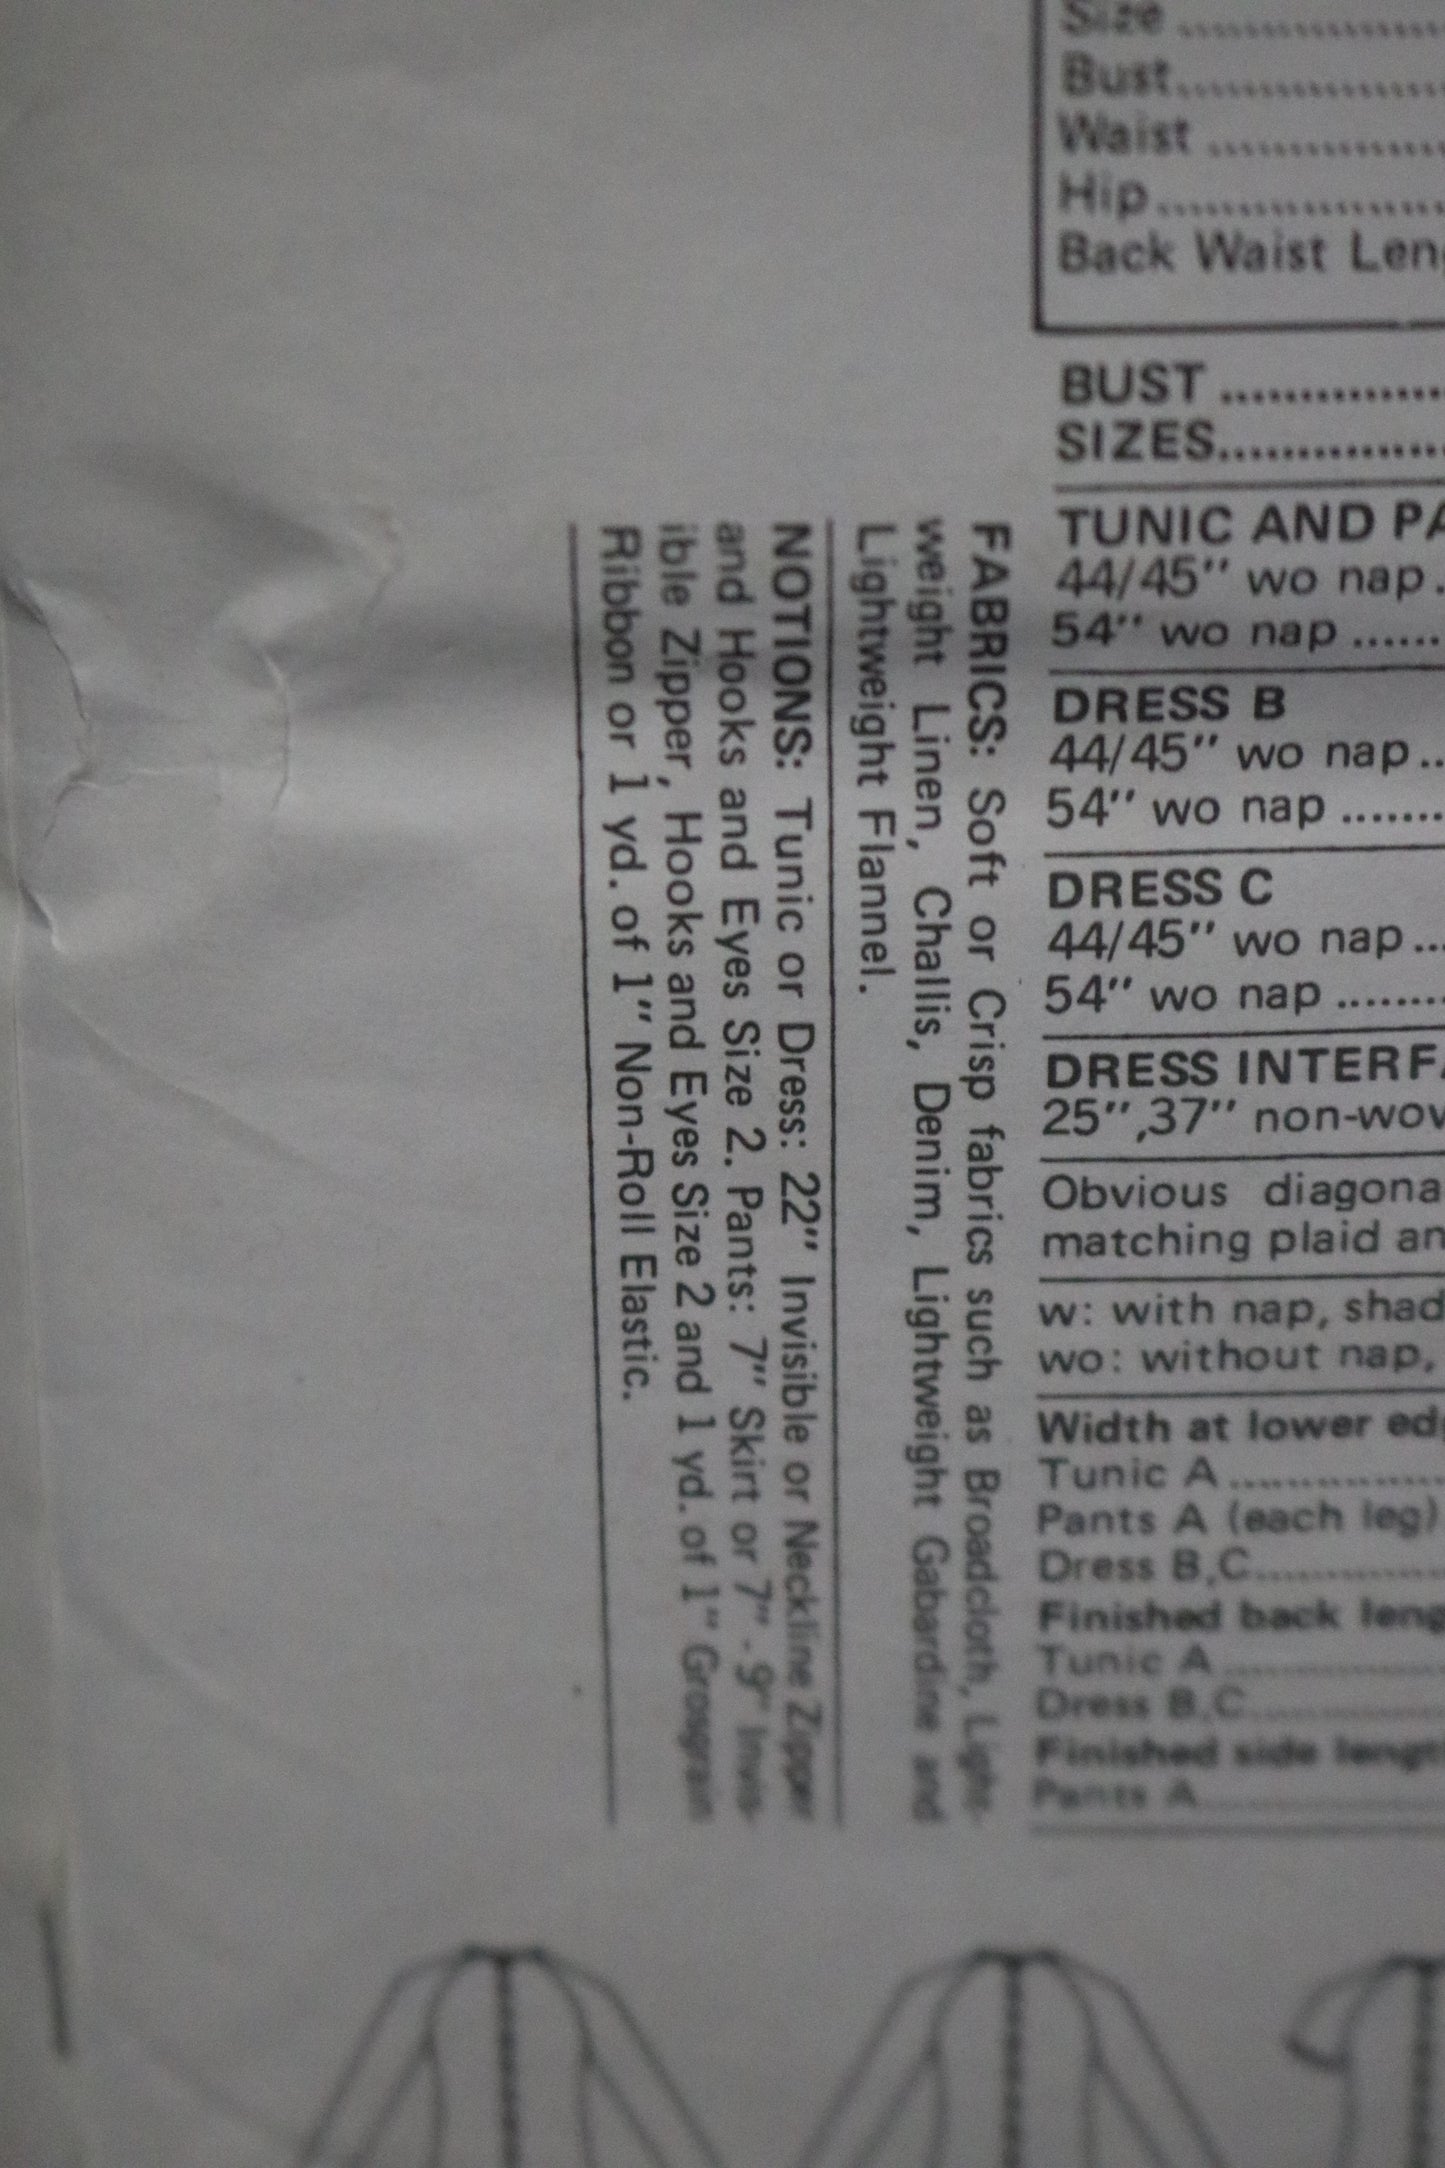 Size
Bust
Waist
Hip
Back Waist Len
BUST
SIZES
TUNIC AND PA
44/45" wo nap
54" wo nap
DRESS B
44/45" wo nap
54" wo nap
DRESS C
44/45" wo nap
54" wo nap
DRESS INTERFA
25",37" non-wov
Obvious diagona
matching plaid an
w: with nap, shad
wo: without nap,
Width at lower ed
Tunic A
Pants A (each leg)
Dress B,C
Finished back leng
Tunic A
Dress B,C
Finished side lengt
Pants A
FABRICS: Soft or Crisp fabrics such as Broadcloth, Light-
weight Linen, Challis, Denim, Lightweight Gabardine and
Lightweight Flannel.
NOTIONS: Tunic or Dress: 22" Invisible or Neckline Zipper
and Hooks and Eyes Size 2. Pants: 7" Skirt or 7" - 9" Invis-
ible Zipper, Hooks and Eyes Size 2 and 1 yd. of 1" Grosgrain
Ribbon or 1 yd. of 1" Non-Roll Elastic.